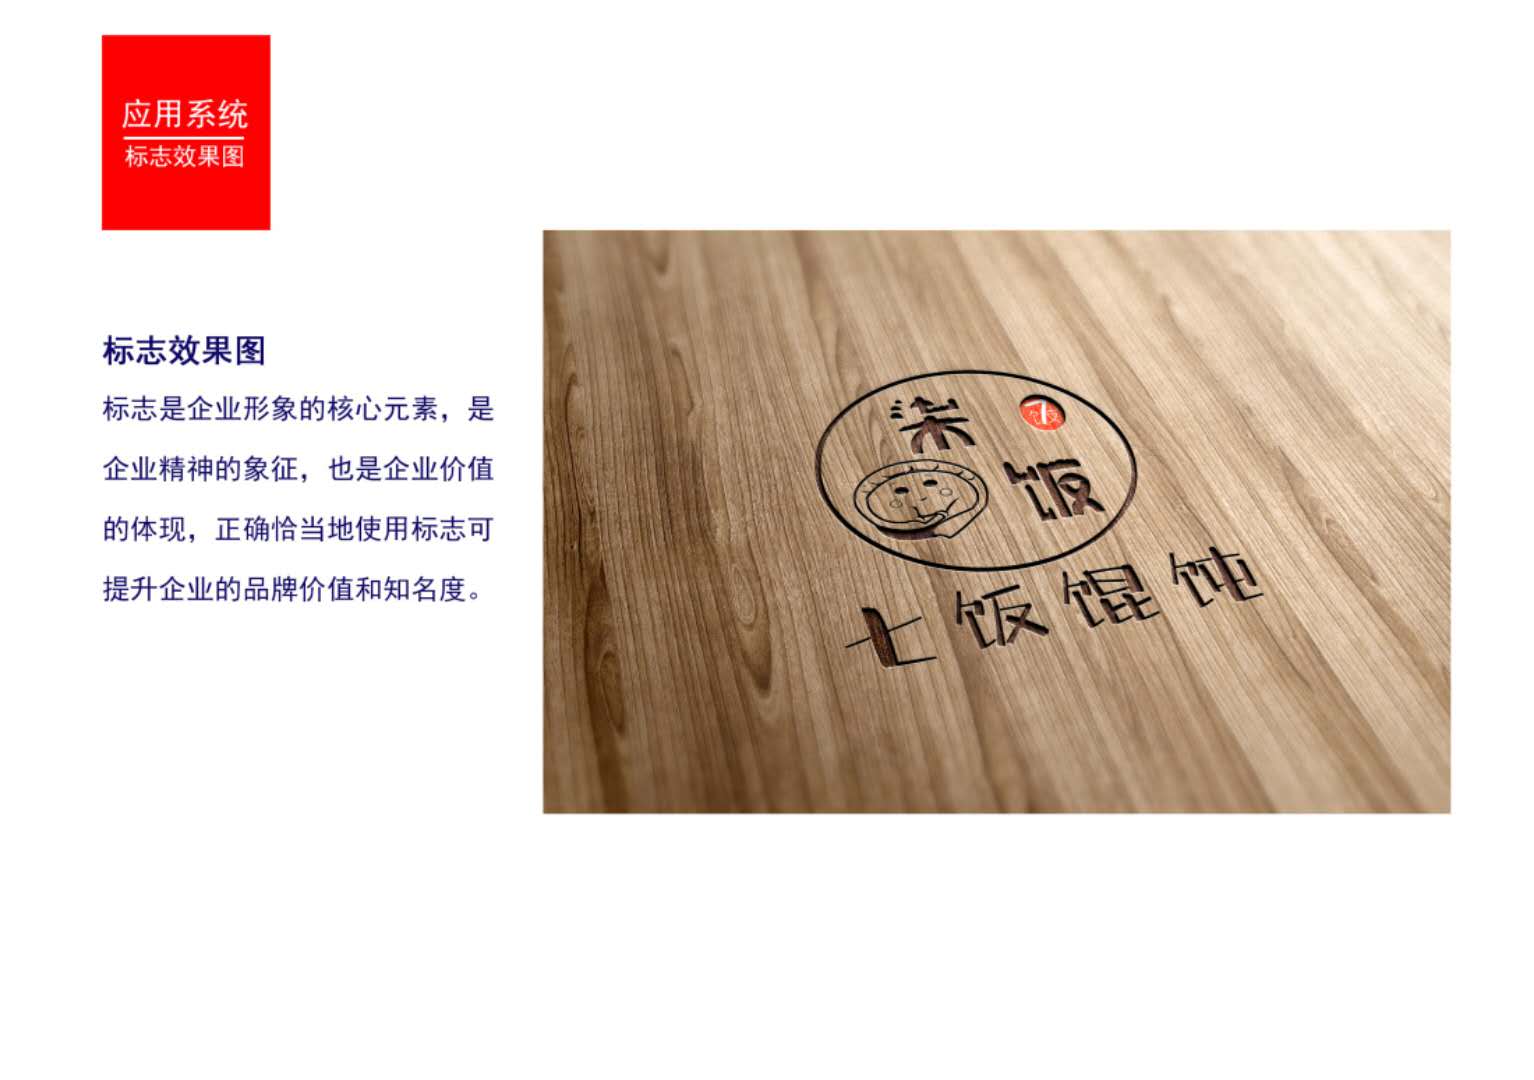 应用系统
标志效果图
标志效果图
标志是企业形象的核心元素，是
企业精神的象征，也是企业价值
的体现，正确恰当地使用标志可
提升企业的品牌价值和知名度。
柒
7
饭
七饭馄饨